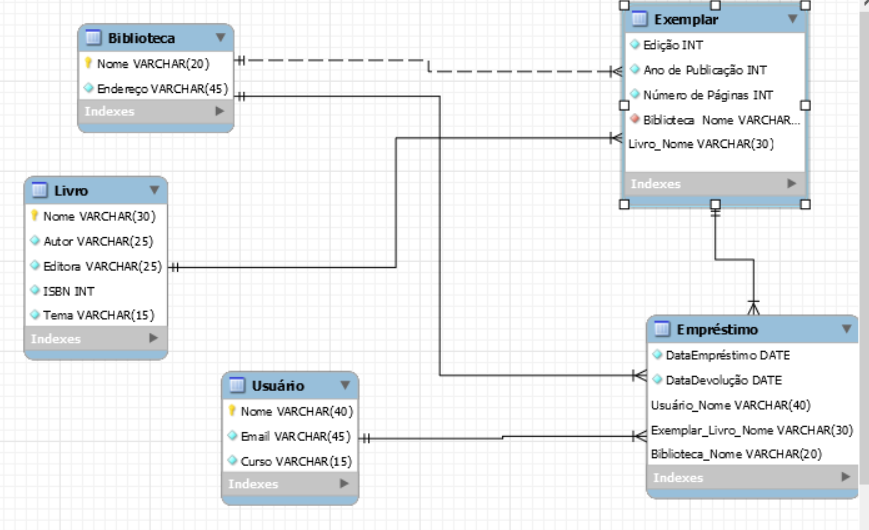 Biblioteca
Nome VARCHAR(20)
Endereço VARCHAR(45)
Indexes
Exemplar
Edição INT
Ano de Publicação INT
Número de Páginas INT
Biblioteca Nome VARCHAR...
Livro_Nome VARCHAR(30)
Indexes
Livro
Nome VARCHAR(30)
Autor VARCHAR(25)
Editora VARCHAR(25)
ISBN INT
Tema VARCHAR(15)
Indexes
Usuário
Nome VARCHAR(40)
Email VARCHAR(45)
Curso VARCHAR(15)
Indexes
Empréstimo
DataEmpréstimo DATE
DataDevolução DATE
Usuário_Nome VARCHAR(40)
Exemplar_Livro_Nome VARCHAR(30)
Biblioteca_Nome VARCHAR(20)
Indexes